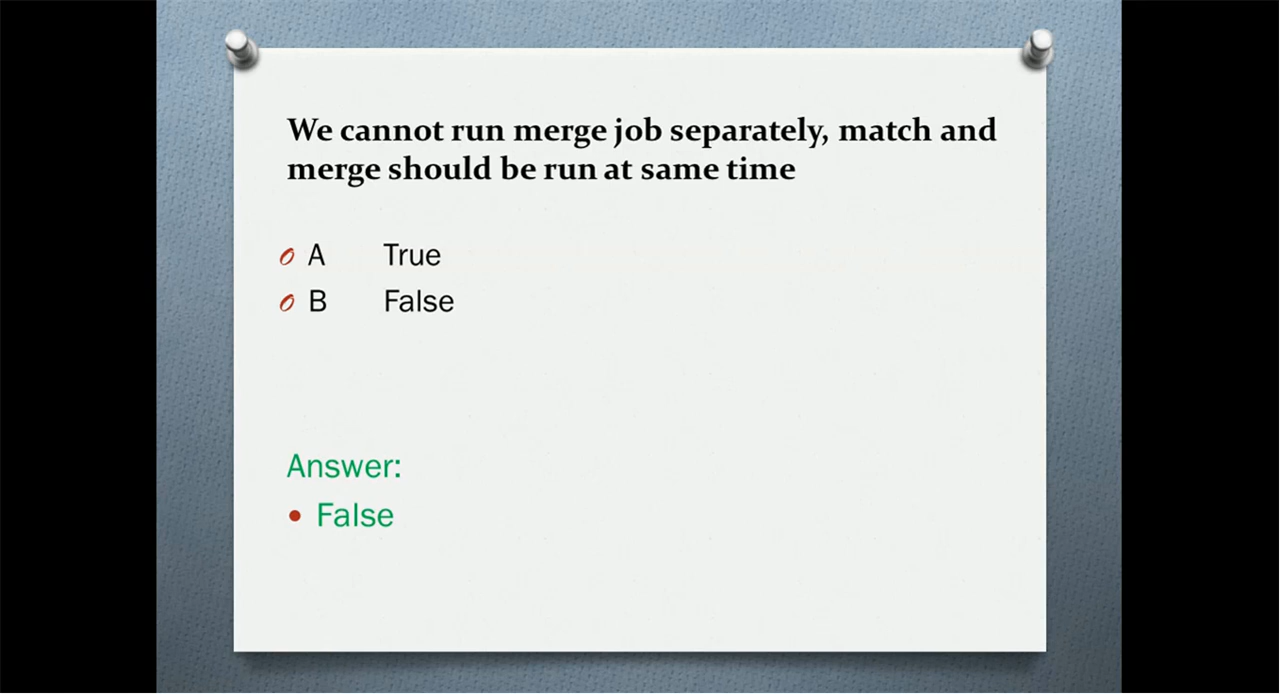 We cannot run merge job separately, match and
merge should be run at same time
A True
B False
Answer:
• False